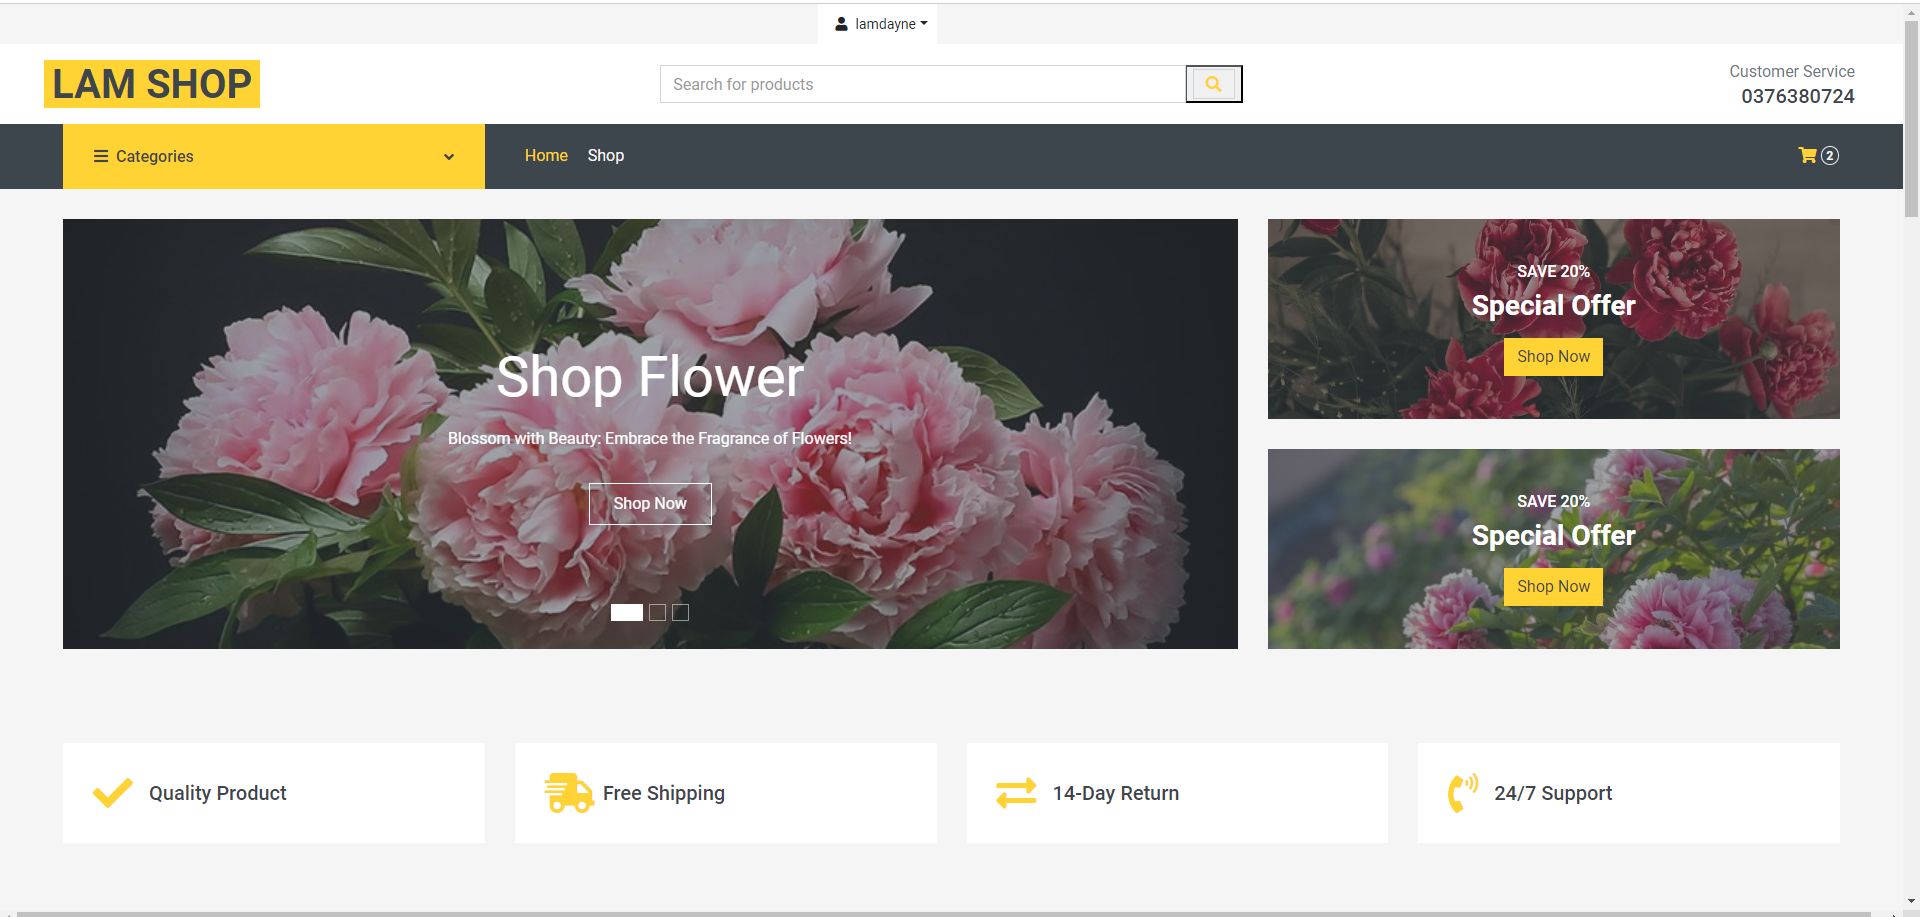 lamdayne
LAM SHOP
Search for products
Customer Service
0376380724
Categories
Home
Shop
2
Shop Flower
Blossom with Beauty: Embrace the Fragrance of Flowers!
Shop Now
SAVE 20%
Special Offer
Shop Now
SAVE 20%
Special Offer
Shop Now
Quality Product
Free Shipping
14-Day Return
24/7 Support